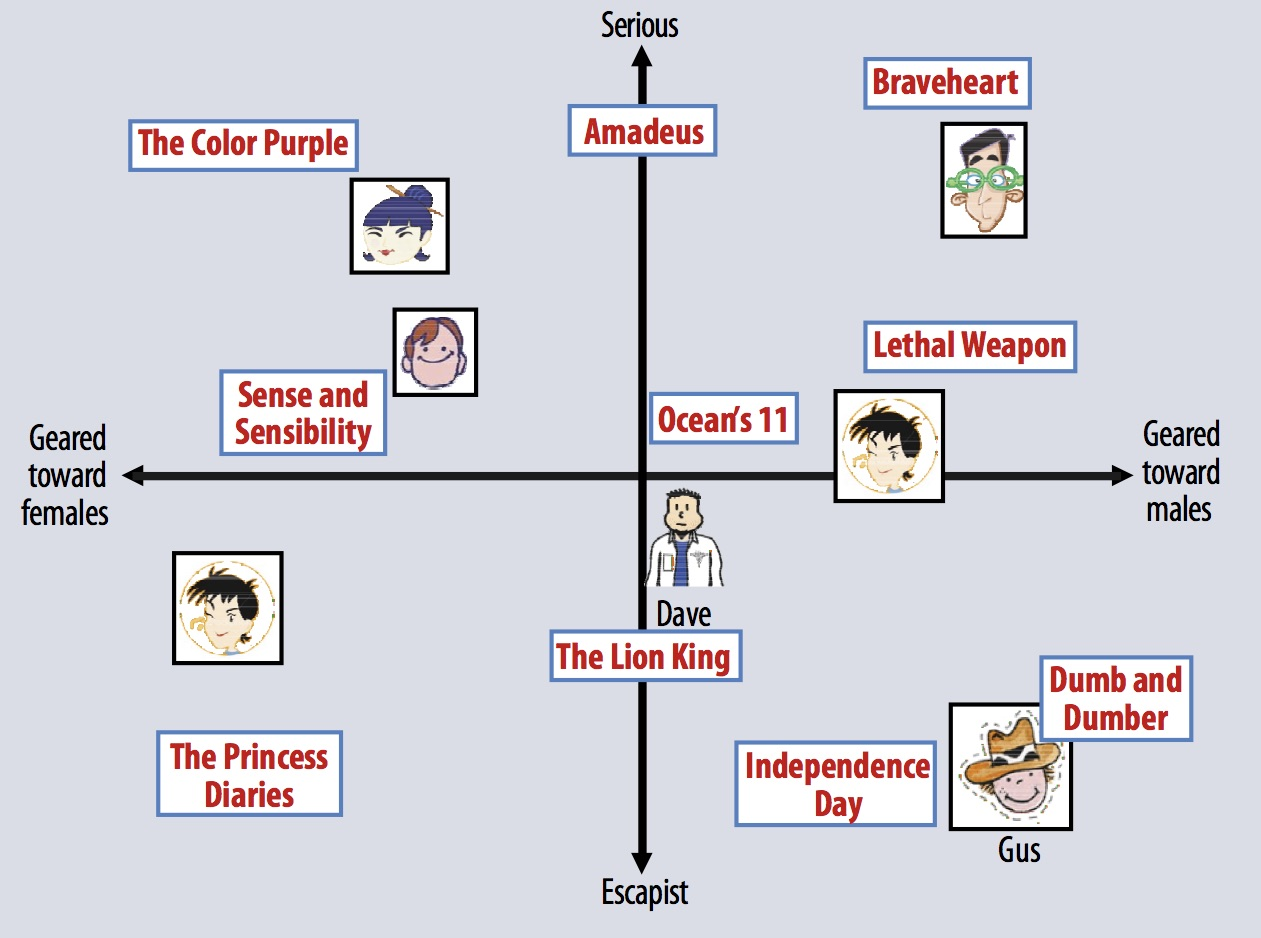 Serious
Braveheart
Amadeus
The Color Purple
Lethal Weapon
Sense and
Sensibility
Ocean's 11
Geared
toward
females
Geared
toward
males
Dave
The Lion King
Dumb and
Dumber
The Princess
Diaries
Independence
Day
Gus
Escapist